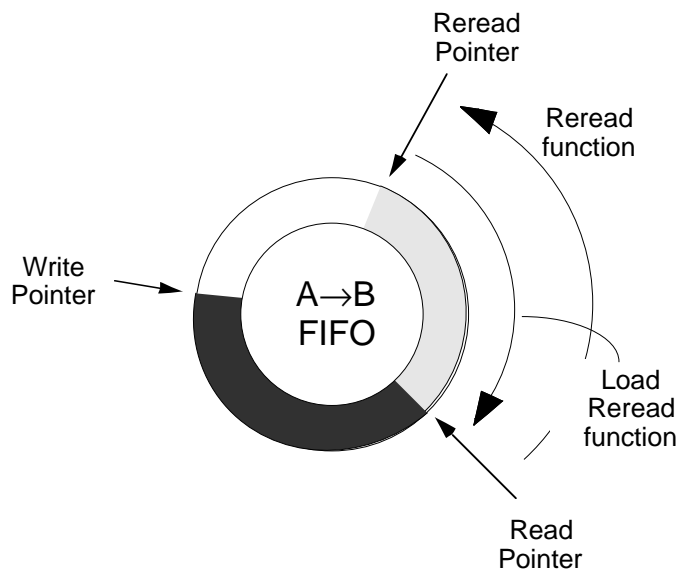 Reread
Pointer
Reread
function
Write
Pointer
A→B
FIFO
Load
Reread
function
Read
Pointer